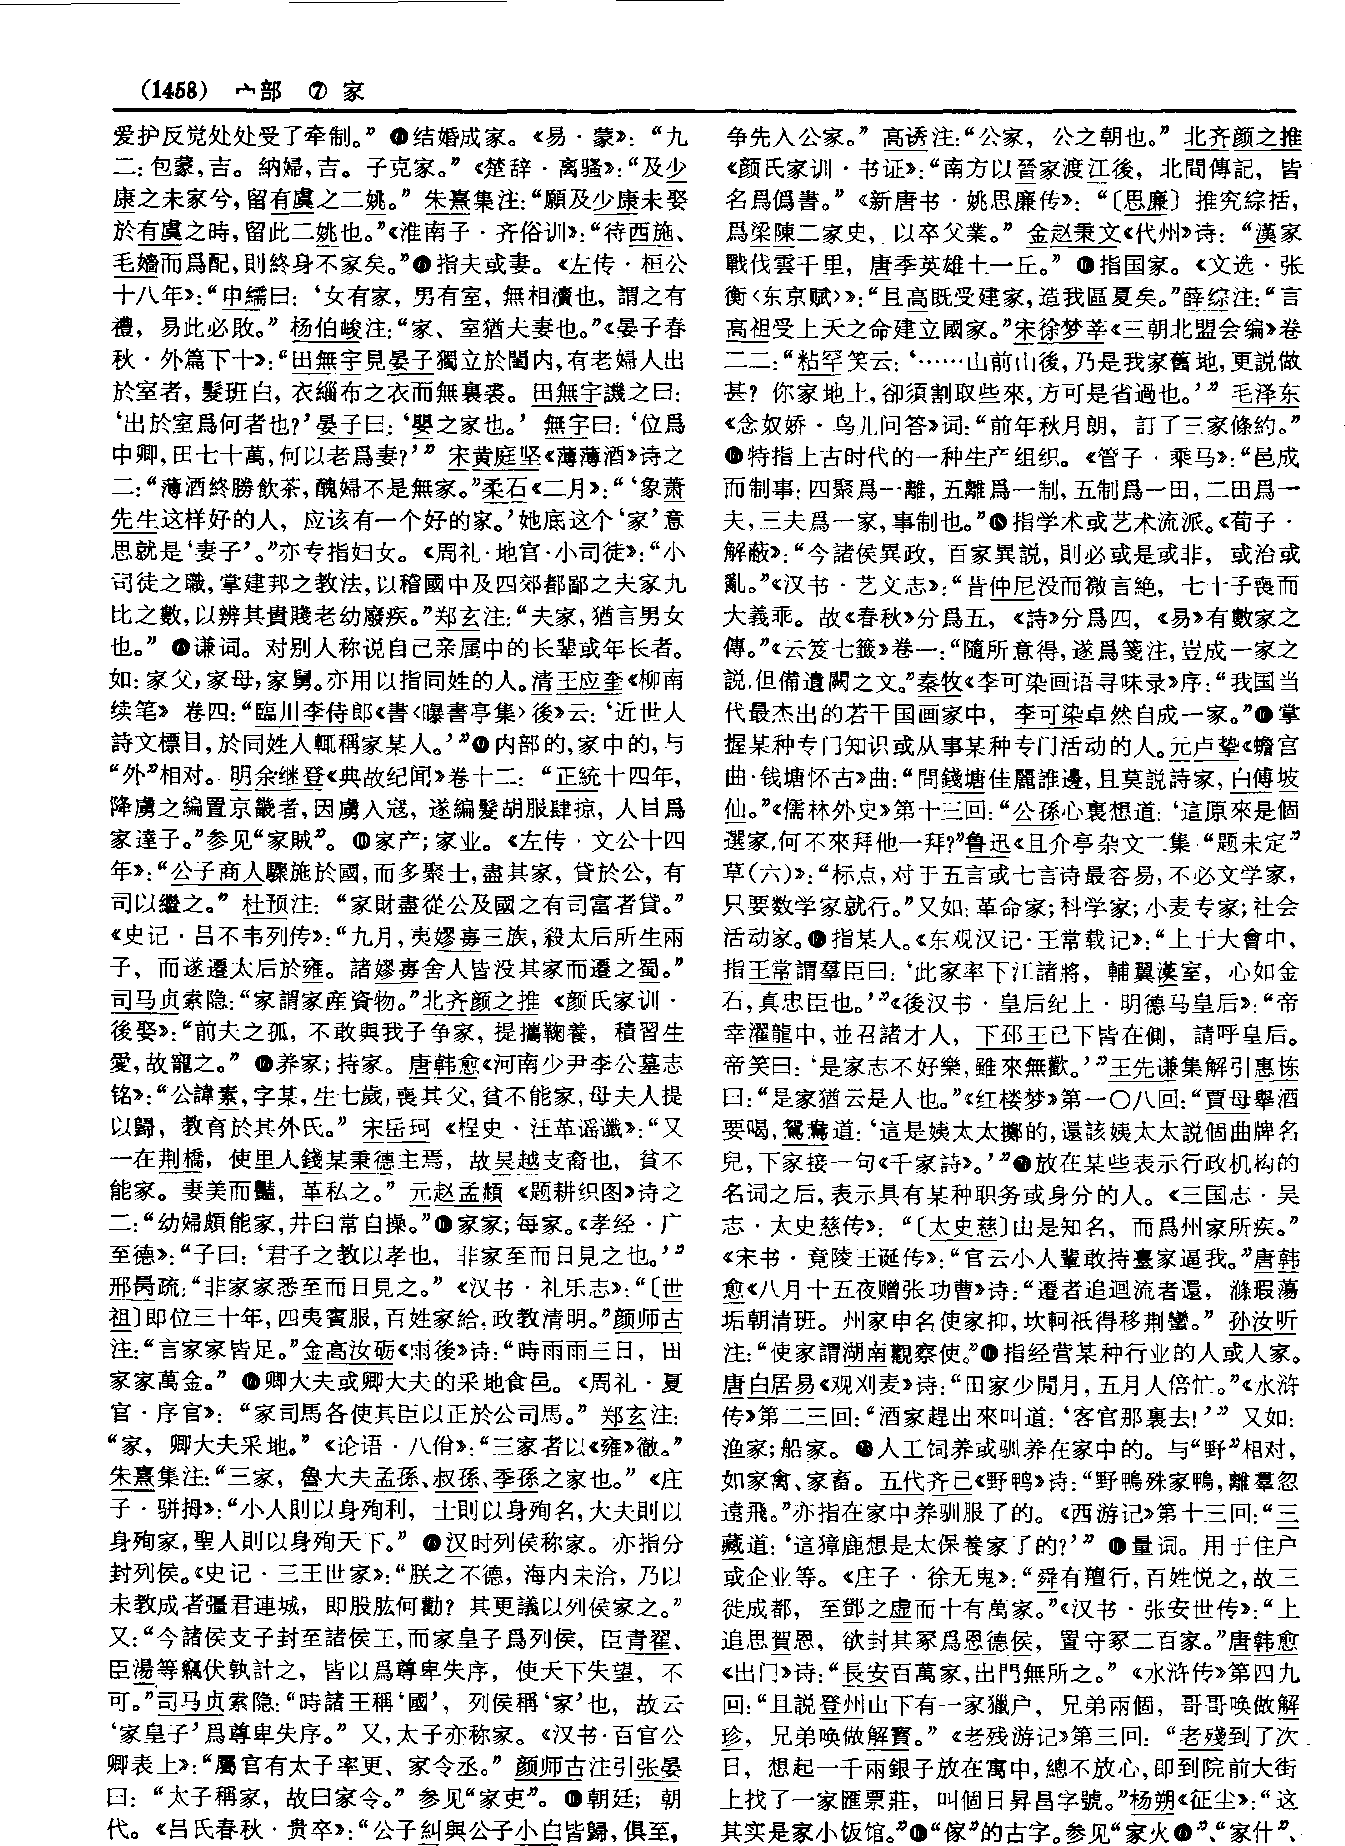 (1458) 宀部 ⑦ 家
爱护反觉处处受了牵制。”❻结婚成家。《易·蒙》：“九
二：包蒙，吉。納婦，吉。子克家。”《楚辞·离骚》：“及少
康之未家兮，留有虞之二姚。”朱熹集注：“願及少康未娶
於有虞之時，留此二姚也。”《淮南子·齐俗训》：“待西施、
毛嬙而爲配，則終身不家矣。”❼指夫或妻。《左传·桓公
十八年》：“申繻曰：‘女有家，男有室，無相瀆也，謂之有
禮，易此必敗。”杨伯峻注：“家、室猶夫妻也。”《晏子春
秋·外篇下十》：“田無宇見晏子獨立於閨内，有老婦人出
於室者，髮班白，衣緇布之衣而無裏裘。田無宇譏之曰：
‘出於室爲何者也？’晏子曰：‘嬰之家也。’無宇曰：‘位爲
中卿，田七十萬，何以老爲妻？’”宋黄庭坚《薄薄酒》诗之
二：“薄酒終勝飲茶，醜婦不是無家。”柔石《二月》：“‘象萧
先生这样好的人，应该有一个好的家。’她底这个‘家’意
思就是‘妻子’。”亦专指妇女。《周礼·地官·小司徒》：“小
司徒之職，掌建邦之教法，以稽國中及四郊都鄙之夫家九
比之數，以辨其貴賤老幼廢疾。”郑玄注：“夫家，猶言男女
也。”❽谦词。对别人称说自己亲属中的长辈或年长者。
如：家父，家母，家舅。亦用以指同姓的人。清王应奎《柳南
续笔》卷四：“臨川李侍郎《書〈曝書亭集〉後》云：‘近世人
詩文標目，於同姓人輒稱家某人。’”❾内部的，家中的，与
“外”相对。明余继登《典故纪闻》卷十二：“正統十四年，
降虜之編置京畿者，因虜入寇，遂編髮胡服肆掠，人目爲
家達子。”参见“家贼”。❿家产；家业。《左传·文公十四
年》：“公子商人驟施於國，而多聚士，盡其家，貸於公，有
司以繼之。”杜预注：“家財盡從公及國之有司富者貸。”
《史记·吕不韦列传》：“九月，夷嫪毐三族，殺太后所生兩
子，而遂遷太后於雍。諸嫪毐舍人皆没其家而遷之蜀。”
司马贞索隐：“家謂家産資物。”北齐颜之推《颜氏家训·
後娶》：“前夫之孤，不敢與我子争家，提攜鞠養，積習生
愛，故寵之。”⓫养家；持家。唐韩愈《河南少尹李公墓志
铭》：“公諱素，字某，生七歲，喪其父，贫不能家，母夫人提
以歸，教育於其外氏。”宋岳珂《桯史·汪革谣谶》：“又
一在荆橋，使里人錢某秉德主焉，故吴越支裔也，貧不
能家。妻美而豔，革私之。”元赵孟頫《题耕织图》诗之
二：“幼婦頗能家，井臼常自操。”⓬家家；每家。《孝经·广
至德》：“子曰：‘君子之教以孝也，非家至而日見之也。’”
邢昺疏：“非家家悉至而日見之。”《汉书·礼乐志》：“〔世
祖〕即位三十年，四夷賓服，百姓家給，政教清明。”颜师古
注：“言家家皆足。”金高汝砺《雨後》诗：“時雨雨三日，田
家家萬金。”⓭卿大夫或卿大夫的采地食邑。《周礼·夏
官·序官》：“家司馬各使其臣以正於公司馬。”郑玄注：
“家，卿大夫采地。”《论语·八佾》：“三家者以《雍》徹。”
朱熹集注：“三家，魯大夫孟孫、叔孫、季孫之家也。”《庄
子·骈拇》：“小人則以身殉利，士則以身殉名，大夫則以
身殉家，聖人則以身殉天下。”⓮汉时列侯称家。亦指分
封列侯。《史记·三王世家》：“朕之不德，海内未洽，乃以
未教成者彊君連城，即股肱何勸？其更議以列侯家之。”
又：“今諸侯支子封至諸侯王，而家皇子爲列侯，臣青翟、
臣湯等竊伏孰計之，皆以爲尊卑失序，使天下失望，不
可。”司马贞索隐：“時諸王稱‘國’，列侯稱‘家’也，故云
‘家皇子’爲尊卑失序。”又，太子亦称家。《汉书·百官公
卿表上》：“屬官有太子率更、家令丞。”颜师古注引张晏
曰：“太子稱家，故曰家令。”参见“家吏”。⓯朝廷；朝
代。《吕氏春秋·贵卒》：“公子糾與公子小白皆歸，俱至，
争先入公家。”高诱注：“公家，公之朝也。”北齐颜之推
《颜氏家训·书证》：“南方以晉家渡江後，北間傳記，皆
名爲僞書。”《新唐书·姚思廉传》：“〔思廉〕推究綜括，
爲梁陳二家史，以卒父業。”金赵秉文《代州》诗：“漢家
戰伐雲千里，唐季英雄土一丘。”⓰指国家。《文选·张
衡〈东京赋〉》：“且高既受建家，造我區夏矣。”薛综注：“言
高祖受上天之命建立國家。”宋徐梦莘《三朝北盟会编》卷
二二：“粘罕笑云：‘……山前山後，乃是我家舊地，更説做
甚？你家地上，卻須割取些來，方可是省過也。’”毛泽东
《念奴娇·鸟儿问答》词：“前年秋月朗，訂了三家條約。”
⓱特指上古时代的一种生产组织。《管子·乘马》：“邑成
而制事：四聚爲一離，五離爲一制，五制爲一田，二田爲一
夫，三夫爲一家，事制也。”⓲指学术或艺术流派。《荀子·
解蔽》：“今諸侯異政，百家異説，則必或是或非，或治或
亂。”《汉书·艺文志》：“昔仲尼没而微言絶，七十子喪而
大義乖。故《春秋》分爲五，《詩》分爲四，《易》有數家之
傳。”《云笈七籤》卷一：“隨所意得，遂爲箋注，豈成一家之
説，但備遺闕之文。”秦牧《李可染画语寻味录》序：“我国当
代最杰出的若干国画家中，李可染卓然自成一家。”⓳掌
握某种专门知识或从事某种专门活动的人。元卢挚《蟾宫
曲·钱塘怀古》曲：“問錢塘佳麗誰邊，且莫説詩家，白傅坡
仙。”《儒林外史》第十三回：“公孫心裏想道：‘這原來是個
選家，何不來拜他一拜？”鲁迅《且介亭杂文二集·“题未定”
草（六）》：“标点，对于五言或七言诗最容易，不必文学家，
只要数学家就行。”又如：革命家；科学家；小麦专家；社会
活动家。⓴指某人。《东观汉记·王常载记》：“上于大會中，
指王常謂羣臣曰：‘此家率下江諸將，輔翼漢室，心如金
石，真忠臣也。’”《後汉书·皇后纪上·明德马皇后》：“帝
幸濯龍中，並召諸才人，下邳王已下皆在側，請呼皇后。
帝笑曰：‘是家志不好樂，雖來無歡。’”王先谦集解引惠栋
曰：“是家猶云是人也。”《红楼梦》第一〇八回：“賈母舉酒
要喝，鴛鴦道：‘這是姨太太擲的，還該姨太太説個曲牌名
兒，下家接一句《千家詩》。’”㉑放在某些表示行政机构的
名词之后，表示具有某种职务或身分的人。《三国志·吴
志·太史慈传》：“〔太史慈〕由是知名，而爲州家所疾。”
《宋书·竟陵王诞传》：“官云小人輩敢持臺家逼我。”唐韩
愈《八月十五夜赠张功曹》诗：“遷者追迴流者還，滌瑕蕩
垢朝清班。州家申名使家抑，坎軻祇得移荆蠻。”孙汝听
注：“使家謂湖南觀察使。”㉒指经营某种行业的人或人家。
唐白居易《观刈麦》诗：“田家少閒月，五月人倍忙。”《水浒
传》第二三回：“酒家趕出來叫道：‘客官那裏去！’”又如：
渔家；船家。㉓人工饲养或驯养在家中的。与“野”相对，
如家禽、家畜。五代齐己《野鸭》诗：“野鴨殊家鴨，離羣忽
遠飛。”亦指在家中养驯服了的。《西游记》第十三回：“三
藏道：‘這獐鹿想是太保養家了的？’”㉔量词。用于住户
或企业等。《庄子·徐无鬼》：“舜有羶行，百姓悦之，故三
徙成都，至鄧之虚而十有萬家。”《汉书·张安世传》：“上
追思賀恩，欲封其冢爲恩德侯，置守冢二百家。”唐韩愈
《出门》诗：“長安百萬家，出門無所之。”《水浒传》第四九
回：“且説登州山下有一家獵户，兄弟兩個，哥哥唤做解
珍，兄弟唤做解寶。”《老残游记》第三回：“老殘到了次
日，想起一千兩銀子放在寓中，總不放心，即到院前大街
上找了一家匯票莊，叫個日昇昌字號。”杨朔《征尘》：“这
其实是家小饭馆。”㉕“傢”的古字。参见“家火❷”、“家什”、